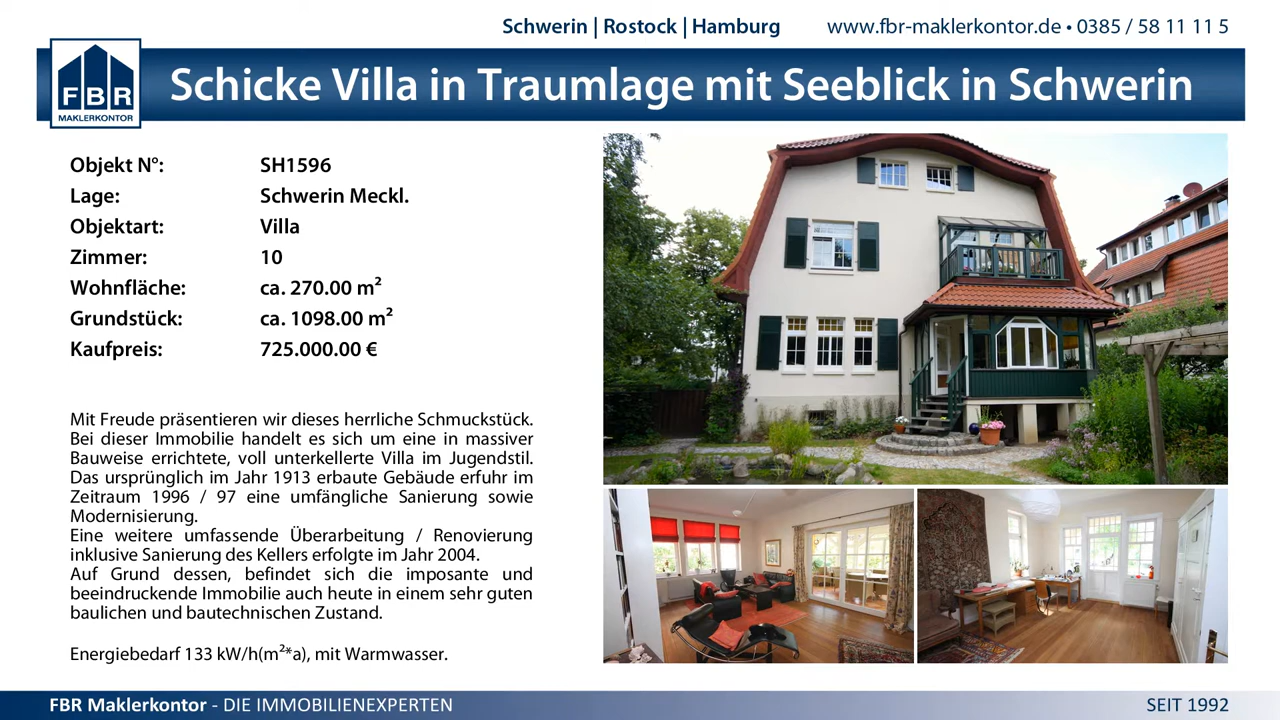 Schwerin | Rostock | Hamburg www.fbr-maklerkontor.de • 0385 / 58 11 11 5
FBR
MAKLERKONTOR
Schicke Villa in Traumlage mit Seeblick in Schwerin
Objekt N°: SH1596
Lage: Schwerin Meckl.
Objektart: Villa
Zimmer: 10
Wohnfläche: ca. 270.00 m²
Grundstück: ca. 1098.00 m²
Kaufpreis: 725.000.00 €
Mit Freude präsentieren wir dieses herrliche Schmuckstück.
Bei dieser Immobilie handelt es sich um eine in massiver
Bauweise errichtete, voll unterkellerte Villa im Jugendstil.
Das ursprünglich im Jahr 1913 erbaute Gebäude erfuhr im
Zeitraum 1996 / 97 eine umfängliche Sanierung sowie
Modernisierung.
Eine weitere umfassende Überarbeitung / Renovierung
inklusive Sanierung des Kellers erfolgte im Jahr 2004.
Auf Grund dessen, befindet sich die imposante und
beeindruckende Immobilie auch heute in einem sehr guten
baulichen und bautechnischen Zustand.
Energiebedarf 133 kW/h(m²*a), mit Warmwasser.
FBR Maklerkontor - DIE IMMOBILIENEXPERTEN SEIT 1992